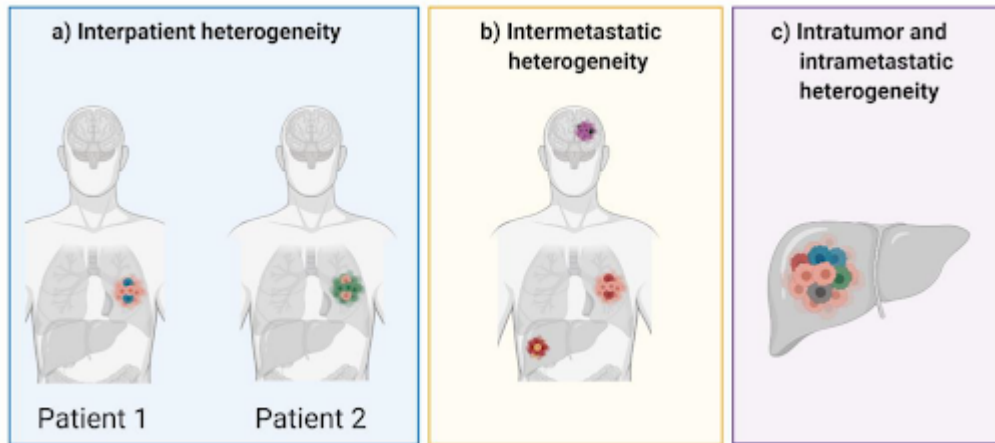 a) Interpatient heterogeneity
Patient 1
Patient 2
b) Intermetastatic
heterogeneity
c) Intratumor and
intrametastatic
heterogeneity